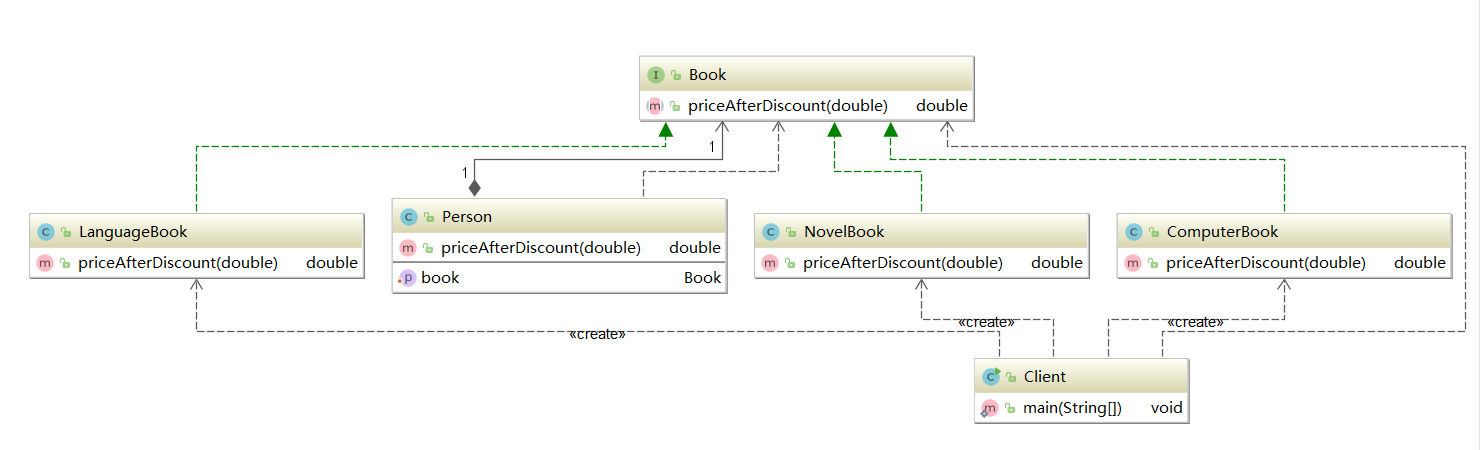 I Book
m priceAfterDiscount(double) double
1
1
C LanguageBook
m priceAfterDiscount(double) double
C Person
m priceAfterDiscount(double) double
p book Book
C NovelBook
m priceAfterDiscount(double) double
C ComputerBook
m priceAfterDiscount(double) double
«create»
«create»
«create»
C Client
m main(String[]) void